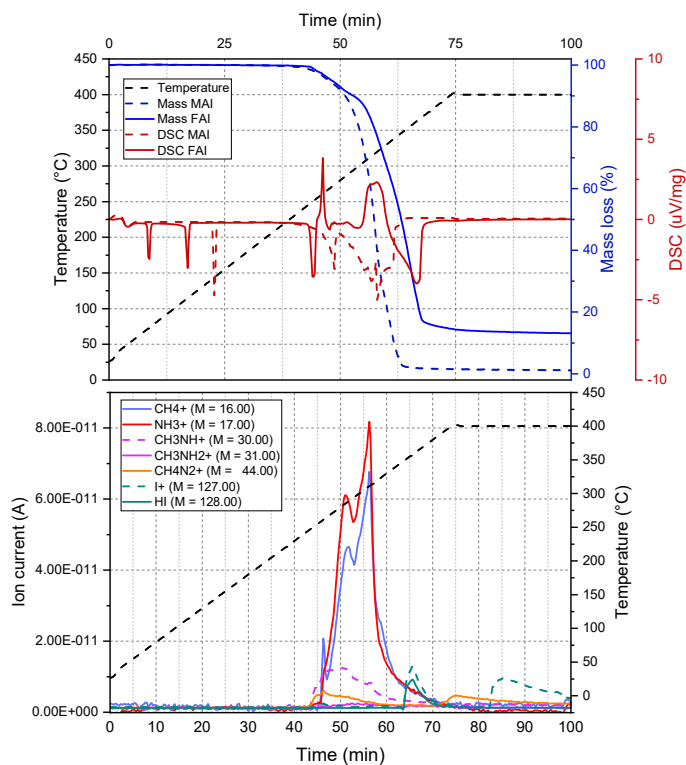 Time (min)
0 25 50 75 100
450 10 100
400
350 80
300 5
250 60
200 0
150 40
100 -5
50 20
0 0 -10
Temperature (°C)
Mass loss (%)
DSC (uV/mg)
Temperature
Mass MAI
Mass FAI
DSC MAI
DSC FAI
CH4+ (M = 16.00)
NH3+ (M = 17.00)
CH3NH+ (M = 30.00)
CH3NH2+ (M = 31.00)
CH4N2+ (M = 44.00)
I+ (M = 127.00)
HI (M = 128.00)
8.00E-011
6.00E-011
4.00E-011
2.00E-011
0.00E+000
Ion current (A)
450
400
350
300
250
200
150
100
50
0
Temperature (°C)
0 10 20 30 40 50 60 70 80 90 100
Time (min)